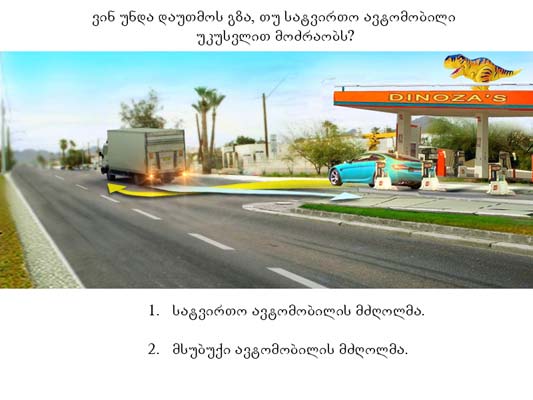 ვინ უნდა დაუთმოს გზა, თუ სატვირთო ავტომობილი
უკუსვლით მოძრაობს?
DINOZA'S
1. სატვირთო ავტომობილის მძღოლმა.
2. მსუბუქი ავტომობილის მძღოლმა.